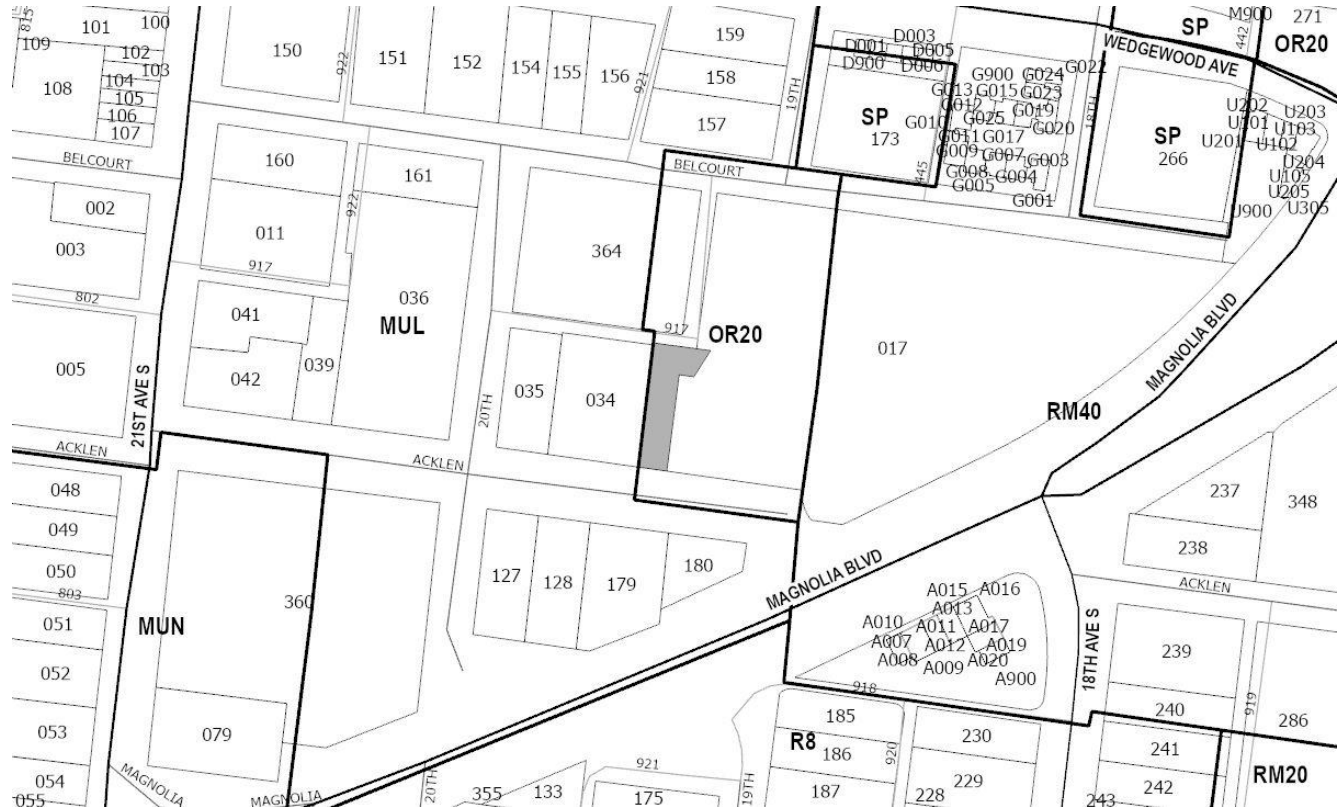 815
101
100
109
102
103
108
104
105
106
107
150
922
151
152
154
155
156
921
159
158
157
19TH
D003
D001
D005
D900
D006
SP
173
445
G900
G024
G022
G013
G015
G023
G012
G019
G010
G025
G020
G011
G017
G009
G007
G003
G008
G004
G005
G001
18TH
SP
M900
271
442
OR20
WEDGEWOOD AVE
SP
266
U202
U203
U101
U103
U201
U102
U204
U105
U205
U900
U305
BELCOURT
BELCOURT
002
003
802
005
21ST AVE S
160
161
922
011
917
041
042
039
036
MUL
364
917
OR20
035
034
20TH
017
MAGNOLIA BLVD
RM40
ACKLEN
ACKLEN
048
049
050
803
051
052
053
054
055
MUN
360
079
127
128
179
180
MAGNOLIA BLVD
237
348
238
ACKLEN
A015
A016
A013
A010
A011
A017
A007
A012
A019
A008
A009
A020
A900
918
18TH AVE S
239
240
919
286
241
242
243
RM20
185
R8
186
187
920
230
229
228
MAGNOLIA
MAGNOLIA
20TH
355
133
921
175
19TH